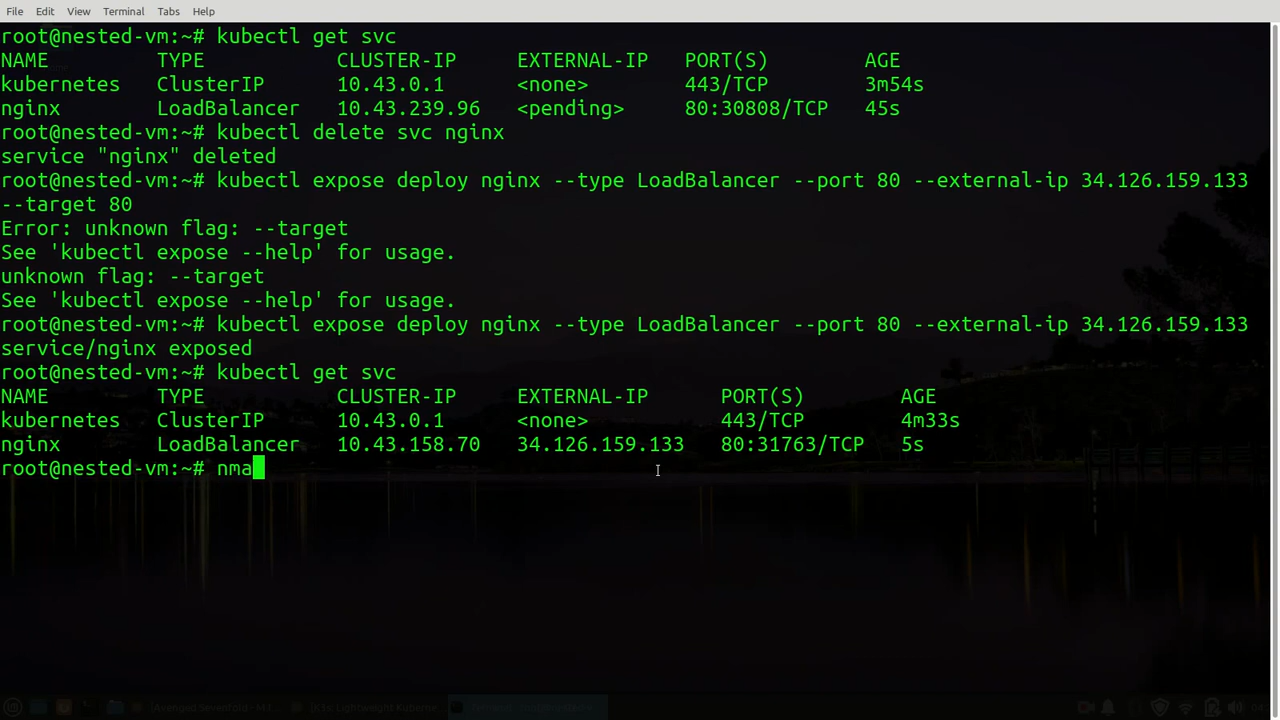 File Edit View Terminal Tabs Help
root@nested-vm:~# kubectl get svc
NAME TYPE CLUSTER-IP EXTERNAL-IP PORT(S) AGE
kubernetes ClusterIP 10.43.0.1 <none> 443/TCP 3m54s
nginx LoadBalancer 10.43.239.96 <pending> 80:30808/TCP 45s
root@nested-vm:~# kubectl delete svc nginx
service "nginx" deleted
root@nested-vm:~# kubectl expose deploy nginx --type LoadBalancer --port 80 --external-ip 34.126.159.133
--target 80
Error: unknown flag: --target
See 'kubectl expose --help' for usage.
unknown flag: --target
See 'kubectl expose --help' for usage.
root@nested-vm:~# kubectl expose deploy nginx --type LoadBalancer --port 80 --external-ip 34.126.159.133
service/nginx exposed
root@nested-vm:~# kubectl get svc
NAME TYPE CLUSTER-IP EXTERNAL-IP PORT(S) AGE
kubernetes ClusterIP 10.43.0.1 <none> 443/TCP 4m33s
nginx LoadBalancer 10.43.158.70 34.126.159.133 80:31763/TCP 5s
root@nested-vm:~# nma